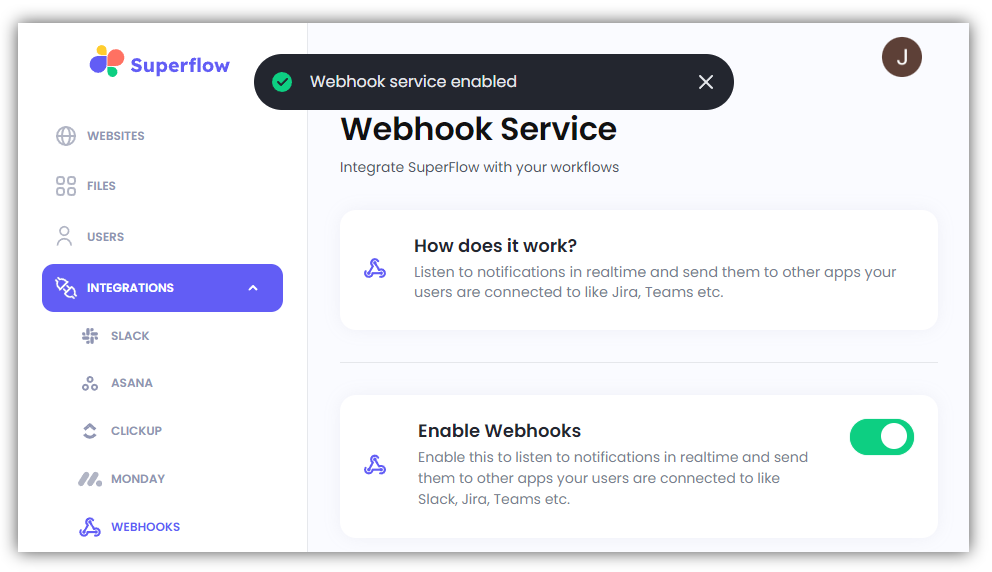 Superflow
Webhook service enabled
J
WEBSITES
FILES
USERS
INTEGRATIONS
SLACK
ASANA
CLICKUP
MONDAY
WEBHOOKS
Webhook Service
Integrate SuperFlow with your workflows
How does it work?
Listen to notifications in realtime and send them to other apps your
users are connected to like Jira, Teams etc.
Enable Webhooks
Enable this to listen to notifications in realtime and send
them to other apps your users are connected to like
Slack, Jira, Teams etc.